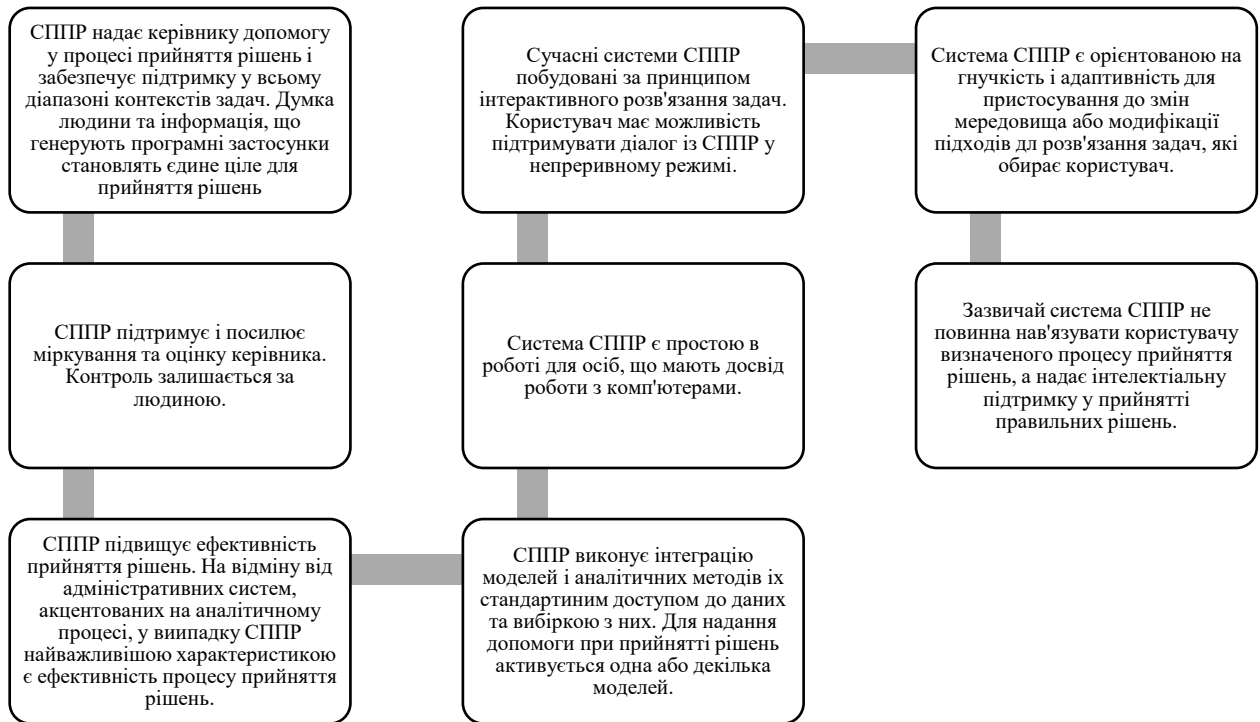 СППР надає керівнику допомогу
у процесі прийняття рішень і
забезпечує підтримку у всьому
діапазоні контекстів задач. Думка
людини та інформація, що
генерують програмні застосунки
становлять єдине ціле для
прийняття рішень
СППР підтримує і посилює
міркування та оцінку керівника.
Контроль залишається за
людиною.
СППР підвищує ефективність
прийняття рішень. На відміну від
адміністративних систем,
акцентованих на аналітичному
процесі, у виипадку СППР
найважливішою характеристикою
є ефективність процесу прийняття
рішень.
СППР виконує інтеграцію
моделей і аналітичних методів іх
стандартиним доступом до даних
та вибіркою з них. Для надання
допомоги при прийнятті рішень
активується одна або декілька
моделей.
Система СППР є простою в
роботі для осіб, що мають досвід
роботи з комп'ютерами.
Сучасні системи СППР
побудовані за принципом
інтерактивного розв'язання задач.
Користувач має можливість
підтримувати діалог із СППР у
непреривному режимі.
Система СППР є орієнтованою на
гнучкість і адаптивність для
пристосування до змін
мередовища або модифікації
підходів дл розв'язання задач, які
обирає користувач.
Зазвичай система СППР не
повинна нав'язувати користувачу
визначеного процесу прийняття
рішень, а надає інтелектіальну
підтримку у прийнятті
правильних рішень.